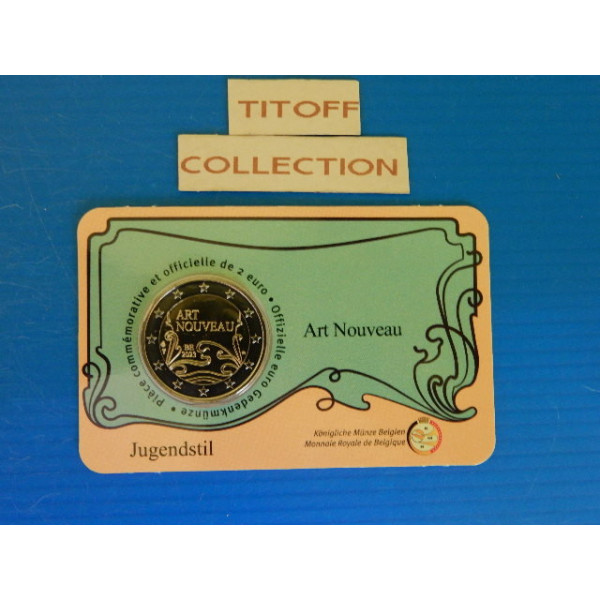 TITOFF
COLLECTION
Pièce commémorative et officielle de 2 euro • Offizielle euro Gedenkmünze •
ART
NOUVEAU
BE
2023
Art Nouveau
Jugendstil
Königliche Münze Belgien
Monnaie Royale de Belgique